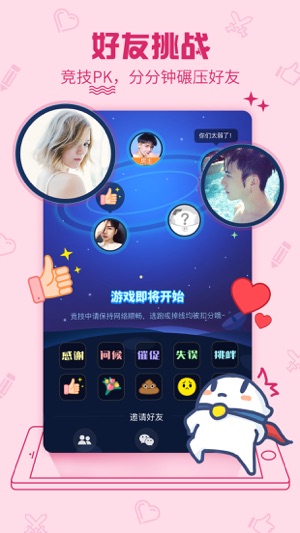 好友挑战
竞技PK，分分钟碾压好友
你们太弱了！
房主
?
游戏即将开始
竞技中请保持网络顺畅，逃跑或掉线均被扣分哦~
感谢 问候 催促 失误 挑衅
邀请好友